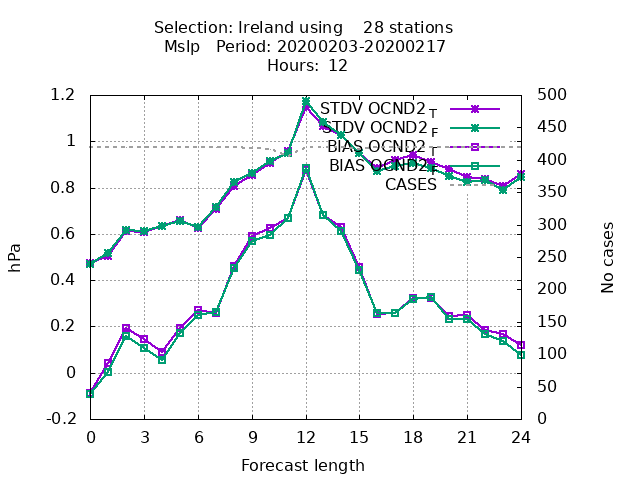 Selection: Ireland using    28 stations
Mslp   Period: 20200203-20200217
Hours: 12
STDV OCND2 T
STDV OCND2 F
BIAS OCND2 T
BIAS OCND2 F
CASES
hPa
1.2
1
0.8
0.6
0.4
0.2
0
-0.2
500
450
400
350
300
250
200
150
100
50
0
No cases
0 3 6 9 12 15 18 21 24
Forecast length